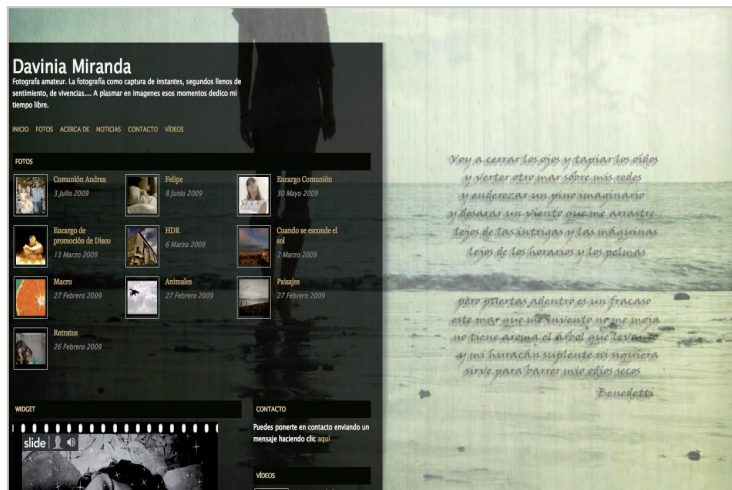 Davinia Miranda
Fotografa amateur. La fotografía como captura de instantes, segundos llenos de
sentimiento, de vivencias.... A plasmar en imagenes esos momentos dedico mi
tiempo libre.
INICIO FOTOS ACERCA DE NOTICIAS CONTACTO VÍDEOS
FOTOS
Comunión Andrea
3 Julio 2009
Felipe
8 Junio 2009
Encargo Comunión
30 Mayo 2009
Encargo de
promoción de Disco
13 Marzo 2009
HDR
6 Marzo 2009
Cuando se esconde el
sol
2 Marzo 2009
Macro
27 Febrero 2009
Animales
27 Febrero 2009
Paisajes
27 Febrero 2009
Retratos
26 Febrero 2009
WIDGET
slide
CONTACTO
Puedes ponerte en contacto enviando un
mensaje haciendo clic aquí
VÍDEOS
Voy a cerrar los ojos y tapiar los oídos
y verter otro mar sobre mis redes
y enderezar un pino imaginario
y desatar un viento que me arrastre
lejos de las intrigas y las máquinas
lejos de los horarios y los pelmas
pero puertas adentro es un fracaso
este mar que me invento no me moja
no tiene aroma el árbol que levanto
y mi huracán suplente ni siquiera
sirve para barrer mis odios secos
Benedetti